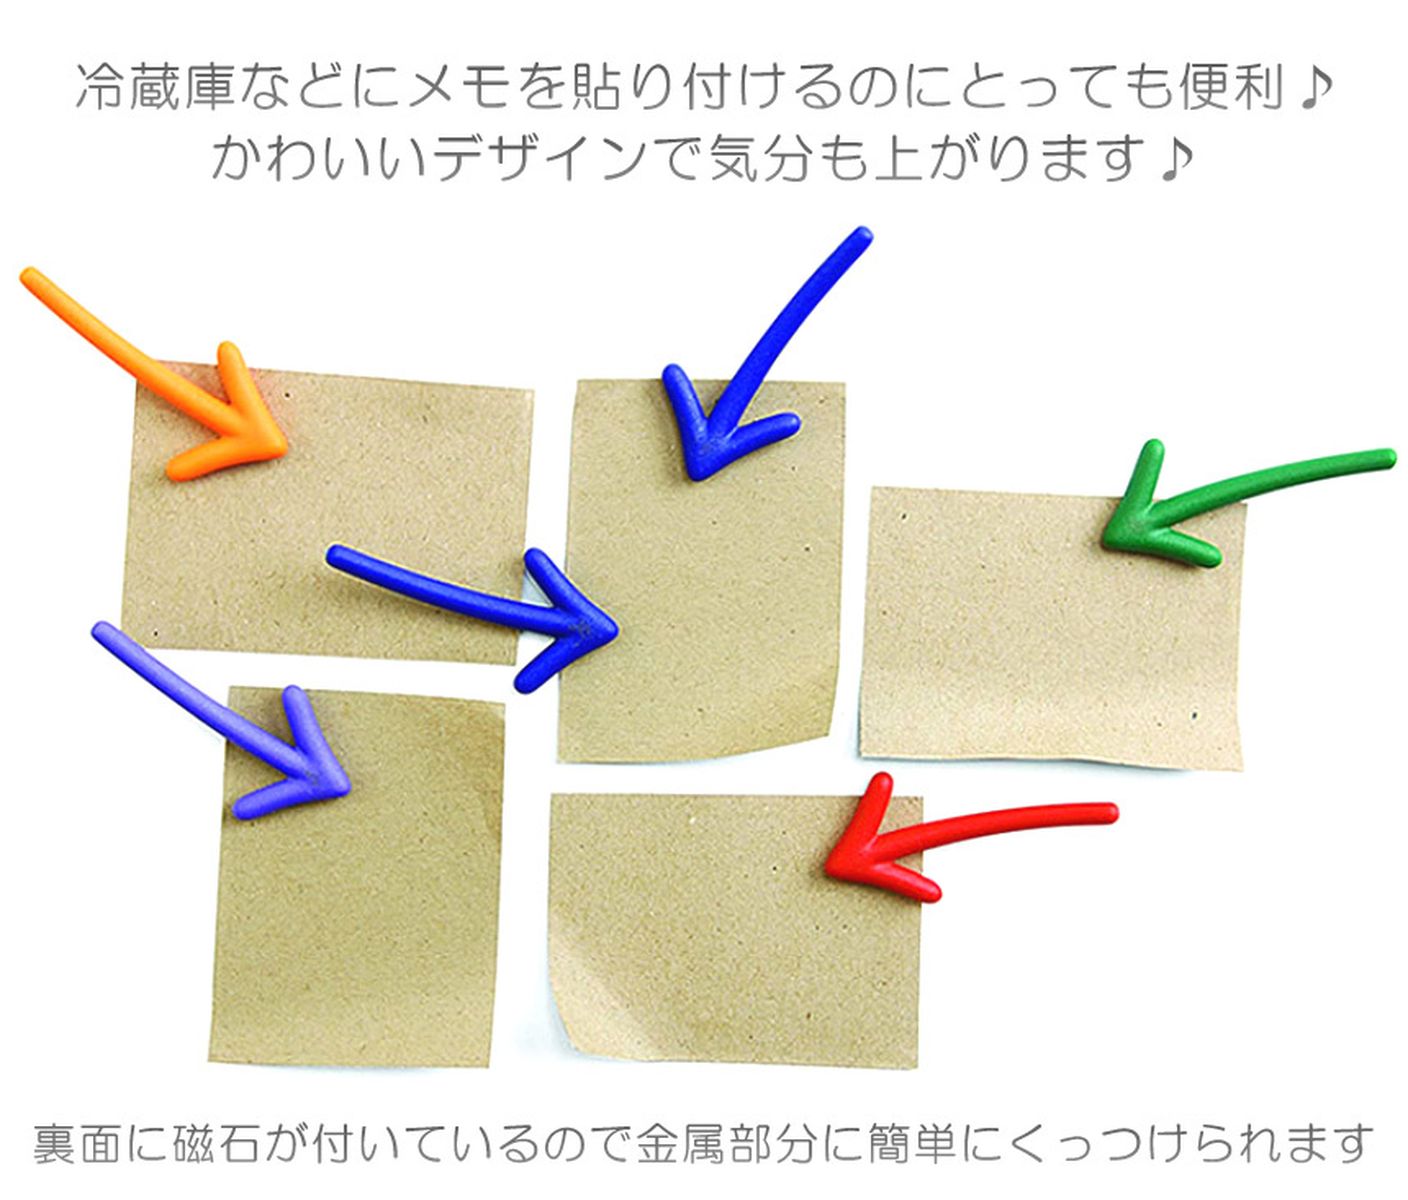 冷蔵庫などにメモを貼り付けるのにとっても便利♪
かわいいデザインで気分も上がります♪
裏面に磁石が付いているので金属部分に簡単にくっつけられます